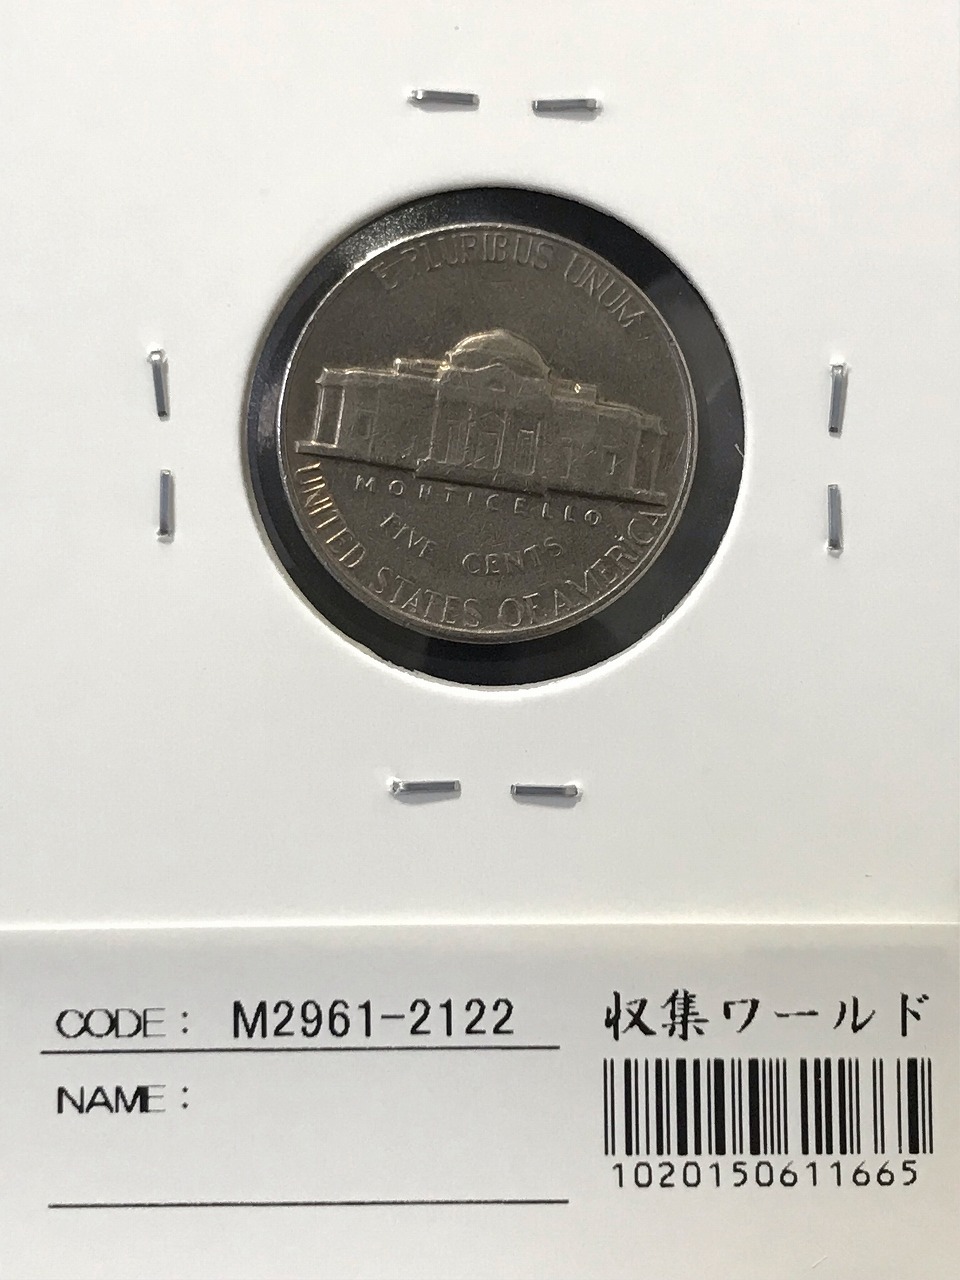 E PLURIBUS UNUM
MONTICELLO
FIVE CENTS
UNITED STATES OF AMERICA
CODE: M2961-2122
NAME:
収集ワールド
1020150611665